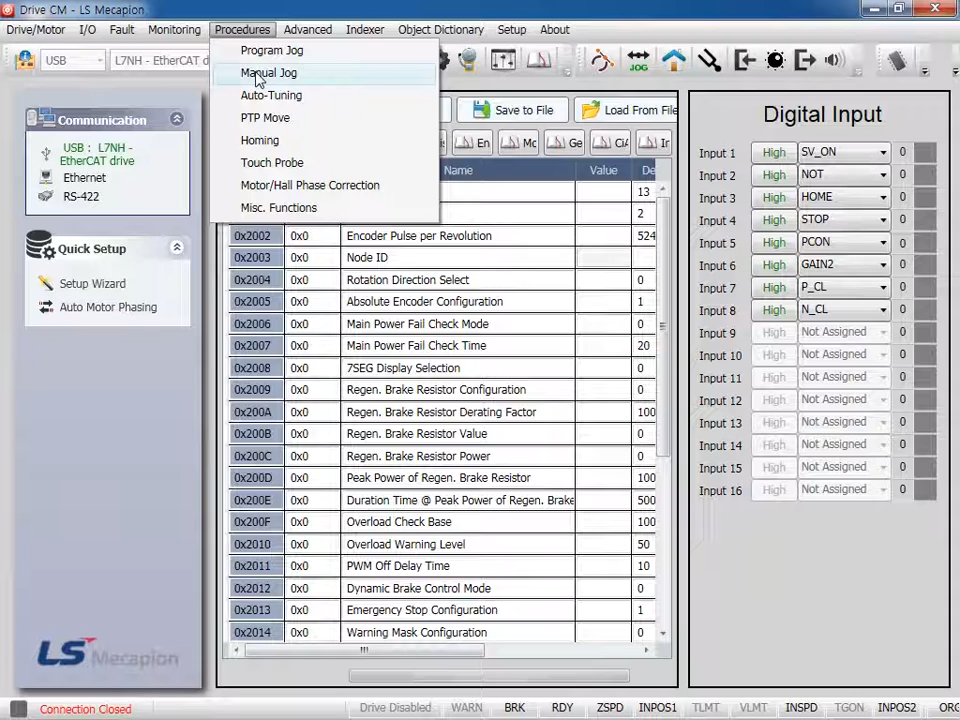 Drive CM - LS Mecapion
Drive/Motor I/O Fault Monitoring Procedures Advanced Indexer Object Dictionary Setup About
USB L7NH - EtherCAT d
JOG
Program Jog
Manual Jog
Auto-Tuning
PTP Move
Homing
Touch Probe
Motor/Hall Phase Correction
Misc. Functions
Communication
USB : L7NH -
EtherCAT drive
Ethernet
RS-422
Quick Setup
Setup Wizard
Auto Motor Phasing
LS Mecapion
Save to File Load From File
En Mc Ge CiA Ir
Name Value De
13
2
0x2002 0x0 Encoder Pulse per Revolution 524
0x2003 0x0 Node ID
0x2004 0x0 Rotation Direction Select 0
0x2005 0x0 Absolute Encoder Configuration 1
0x2006 0x0 Main Power Fail Check Mode 0
0x2007 0x0 Main Power Fail Check Time 20
0x2008 0x0 7SEG Display Selection 0
0x2009 0x0 Regen. Brake Resistor Configuration 0
0x200A 0x0 Regen. Brake Resistor Derating Factor 100
0x200B 0x0 Regen. Brake Resistor Value 0
0x200C 0x0 Regen. Brake Resistor Power 0
0x200D 0x0 Peak Power of Regen. Brake Resistor 100
0x200E 0x0 Duration Time @ Peak Power of Regen. Brake 500
0x200F 0x0 Overload Check Base 100
0x2010 0x0 Overload Warning Level 50
0x2011 0x0 PWM Off Delay Time 10
0x2012 0x0 Dynamic Brake Control Mode 0
0x2013 0x0 Emergency Stop Configuration 1
0x2014 0x0 Warning Mask Configuration 0
Digital Input
Input 1 High SV_ON 0
Input 2 High NOT 0
Input 3 High HOME 0
Input 4 High STOP 0
Input 5 High PCON 0
Input 6 High GAIN2 0
Input 7 High P_CL 0
Input 8 High N_CL 0
Input 9 High Not Assigned 0
Input 10 High Not Assigned 0
Input 11 High Not Assigned 0
Input 12 High Not Assigned 0
Input 13 High Not Assigned 0
Input 14 High Not Assigned 0
Input 15 High Not Assigned 0
Input 16 High Not Assigned 0
Connection Closed Drive Disabled WARN BRK RDY ZSPD INPOS1 TLMT VLMT INSPD TGON INPOS2 ORG